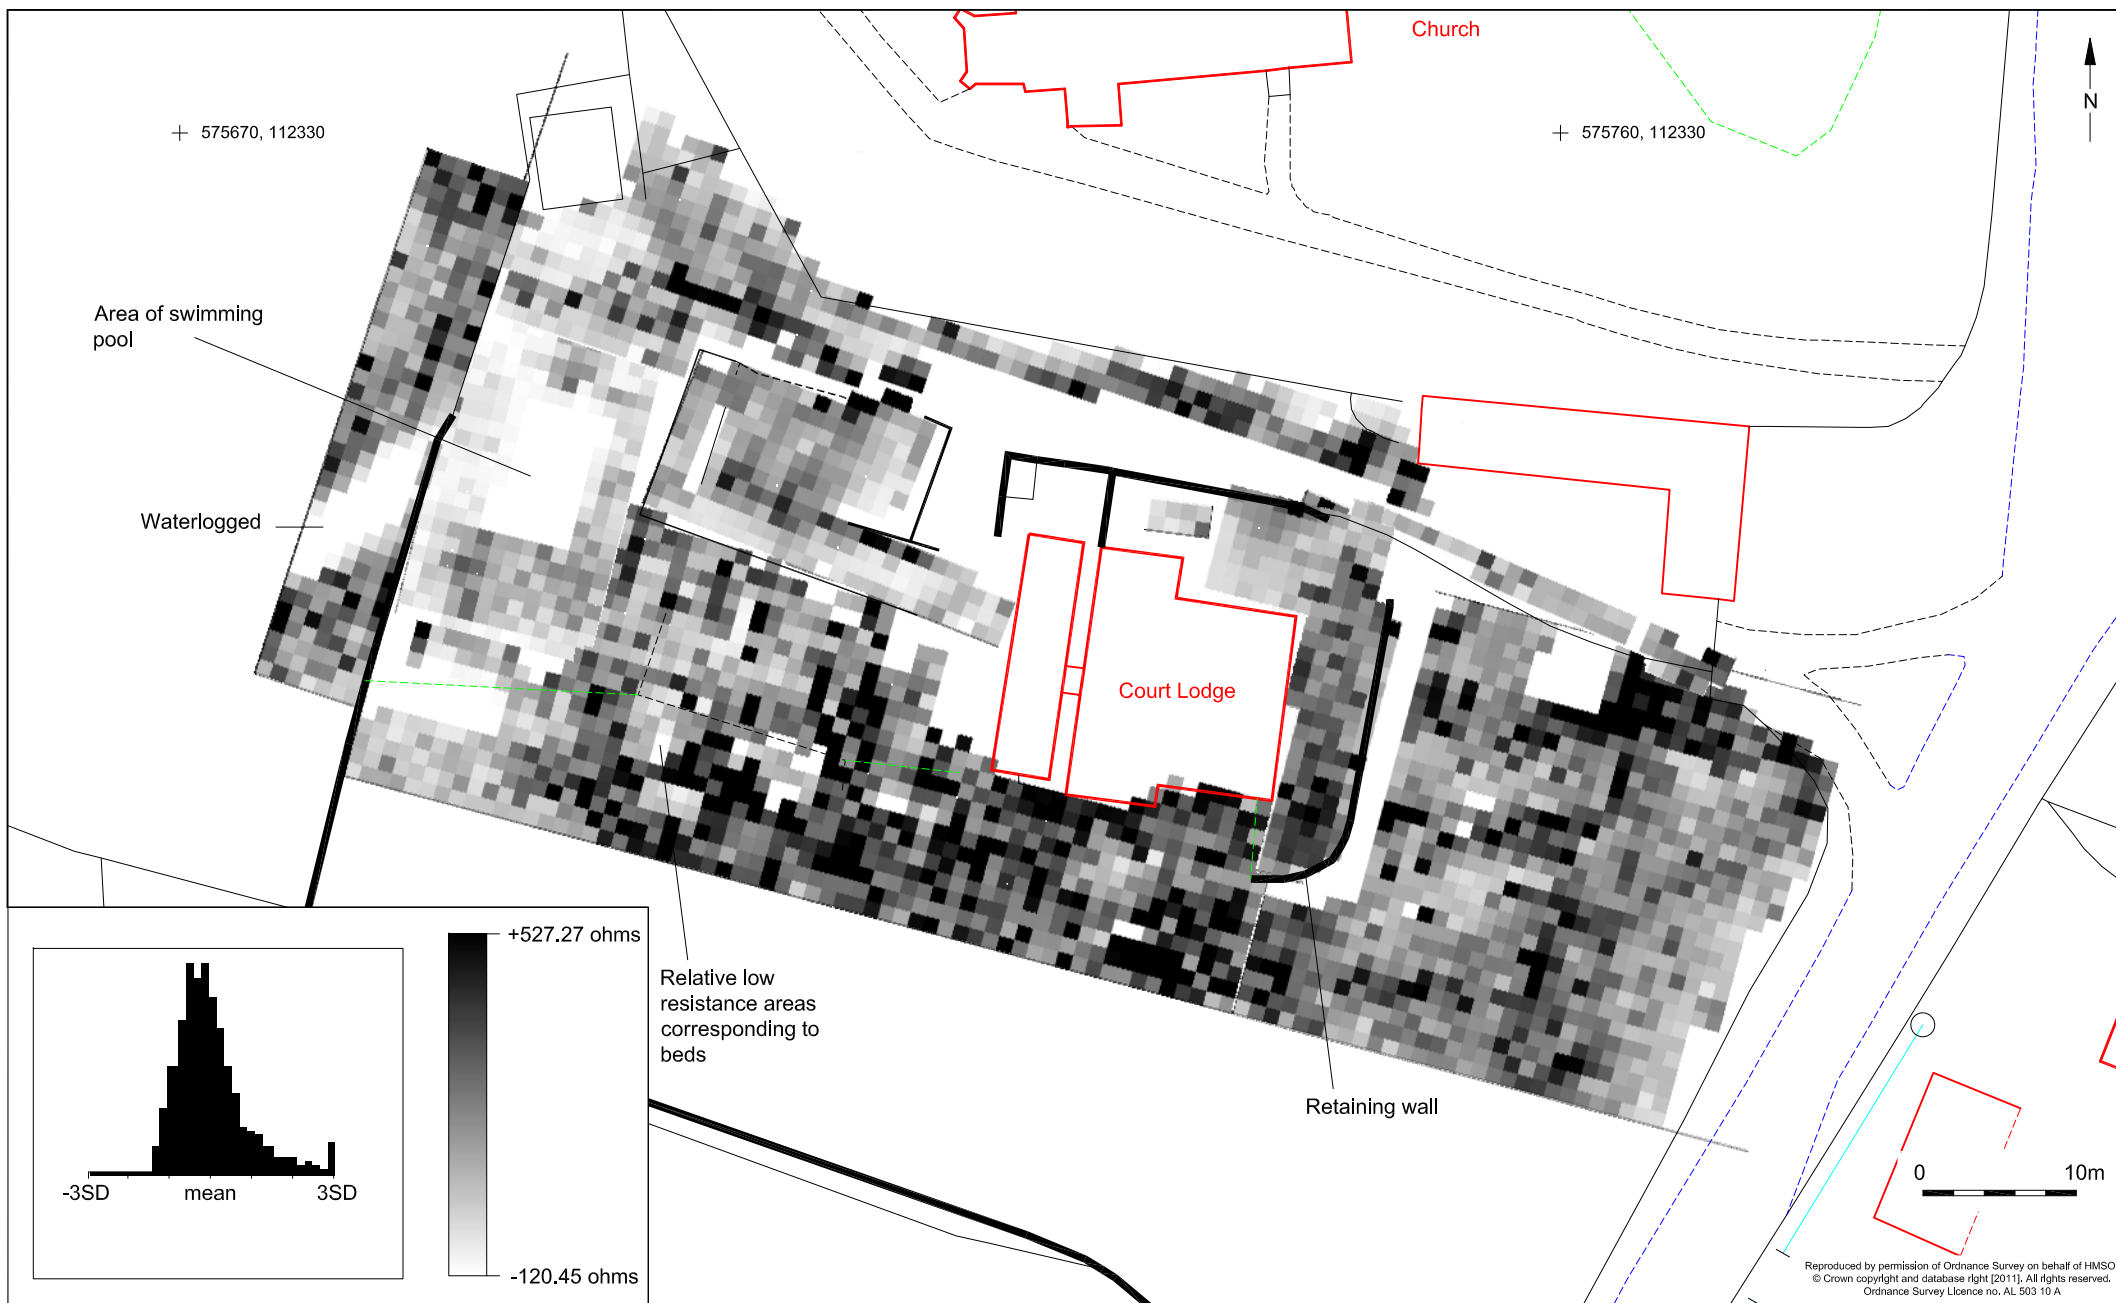 Church
N
575670, 112330
575760, 112330
Area of swimming
pool
Waterlogged
Court Lodge
+527.27 ohms
-120.45 ohms
-3SD
mean
3SD
Relative low
resistance areas
corresponding to
beds
Retaining wall
0
10m
Reproduced by permission of Ordnance Survey on behalf of HMSO
© Crown copyright and database right [2011]. All rights reserved.
Ordnance Survey Licence no. AL 503 10 A